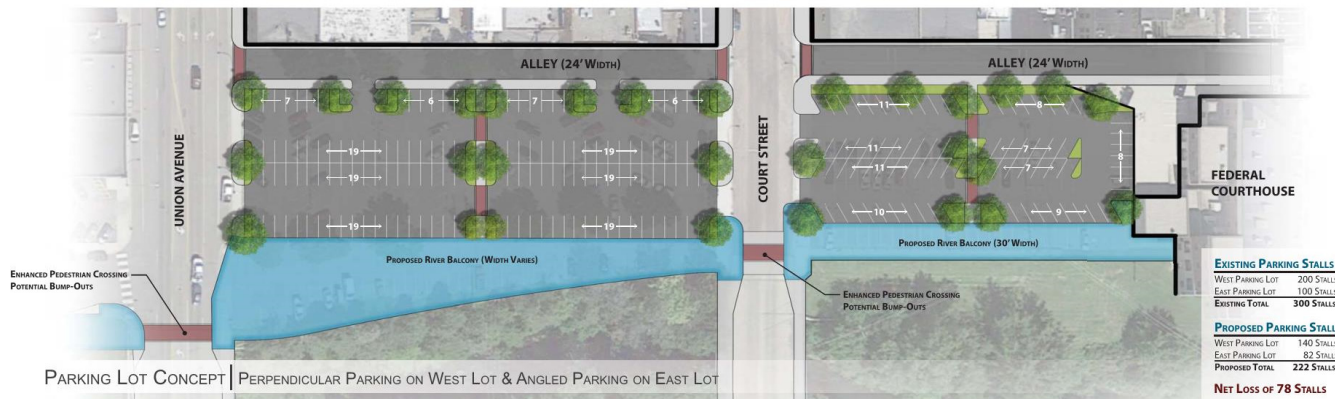 ALLEY (24' WIDTH)
ALLEY (24' WIDTH)
7
6
7
6
11
8
19
19
11
7
8
19
19
11
7
19
19
10
9
UNION AVENUE
COURT STREET
FEDERAL
COURTHOUSE
PROPOSED RIVER BALCONY (WIDTH VARIES)
PROPOSED RIVER BALCONY (30' WIDTH)
ENHANCED PEDESTRIAN CROSSING
POTENTIAL BUMP-OUTS
ENHANCED PEDESTRIAN CROSSING
POTENTIAL BUMP-OUTS
EXISTING PARKING STALLS
WEST PARKING LOT 200 STALLS
EAST PARKING LOT 100 STALLS
EXISTING TOTAL 300 STALLS
PROPOSED PARKING STALL
WEST PARKING LOT 140 STALLS
EAST PARKING LOT 82 STALLS
PROPOSED TOTAL 222 STALLS
NET LOSS OF 78 STALLS
PARKING LOT CONCEPT | PERPENDICULAR PARKING ON WEST LOT & ANGLED PARKING ON EAST LOT